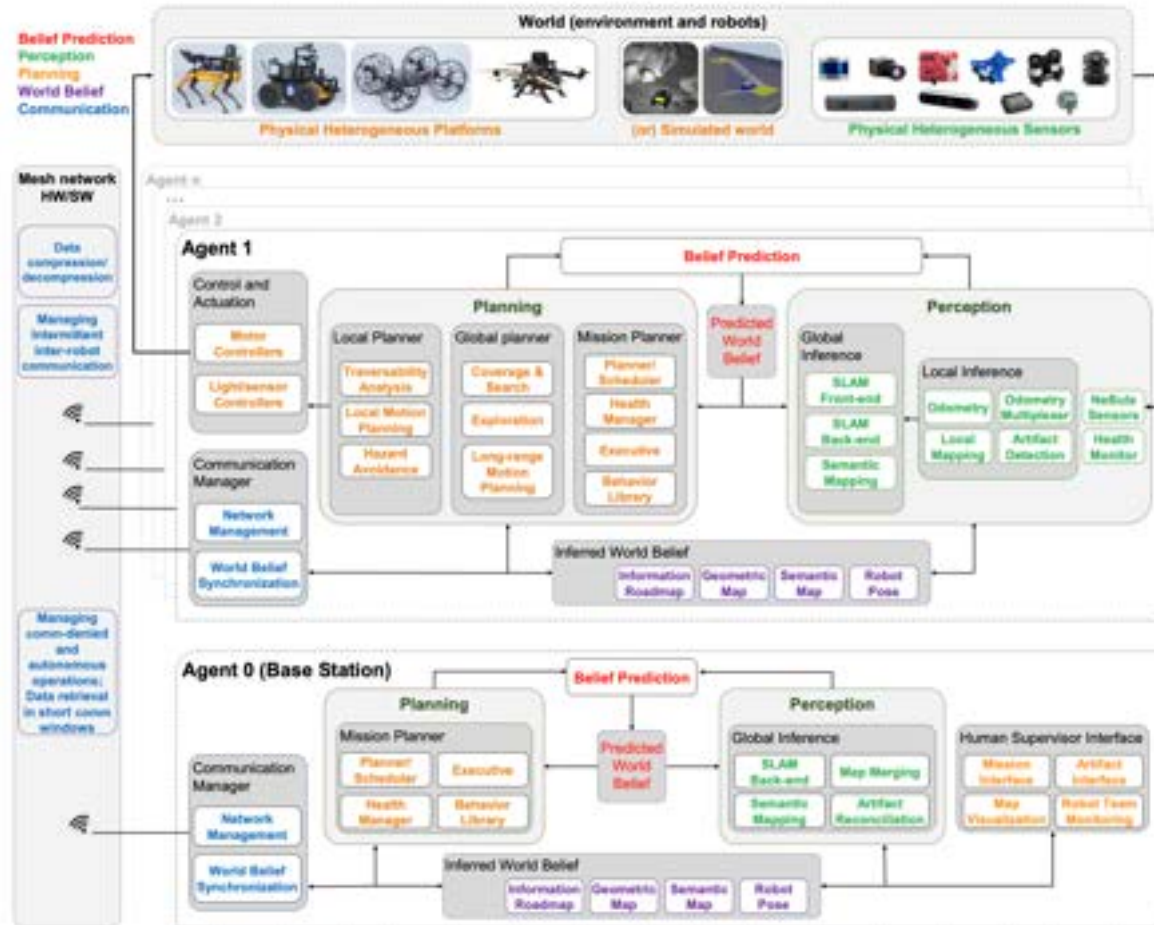 World (environment and robots)
Belief Prediction
Perception
Planning
World Belief
Communication
Physical Heterogeneous Platforms
(or) Simulated world
Physical Heterogeneous Sensors
Mesh network
HW/SW
Data
compression/
decompression
Managing
intermittent
inter-robot
communication
Managing
comm-denied
and
autonomous
operations;
Data retrieval
in short comm
windows
Agent n
...
Agent 2
Agent 1
Belief Prediction
Control and
Actuation
Motor
Controllers
Light/sensor
Controllers
Communication
Manager
Network
Management
World Belief
Synchronization
Planning
Local Planner
Traversability
Analysis
Local Motion
Planning
Hazard
Avoidance
Global planner
Coverage &
Search
Exploration
Long-range
Motion
Planning
Mission Planner
Planner/
Scheduler
Health
Manager
Executive
Behavior
Library
Predicted
World
Belief
Perception
Global
Inference
SLAM
Front-end
SLAM
Back-end
Semantic
Mapping
Local Inference
Odometry
Odometry
Multiplexer
Local
Mapping
Artifact
Detection
NeBula
Sensors
Health
Monitor
Inferred World Belief
Information
Roadmap
Geometric
Map
Semantic
Map
Robot
Pose
Agent 0 (Base Station)
Belief Prediction
Communication
Manager
Network
Management
World Belief
Synchronization
Planning
Mission Planner
Planner/
Scheduler
Executive
Health
Manager
Behavior
Library
Predicted
World
Belief
Perception
Global Inference
SLAM
Back-end
Map Merging
Semantic
Mapping
Artifact
Reconciliation
Human Supervisor Interface
Mission
Interface
Artifact
Interface
Map
Visualization
Robot Team
Monitoring
Inferred World Belief
Information
Roadmap
Geometric
Map
Semantic
Map
Robot
Pose